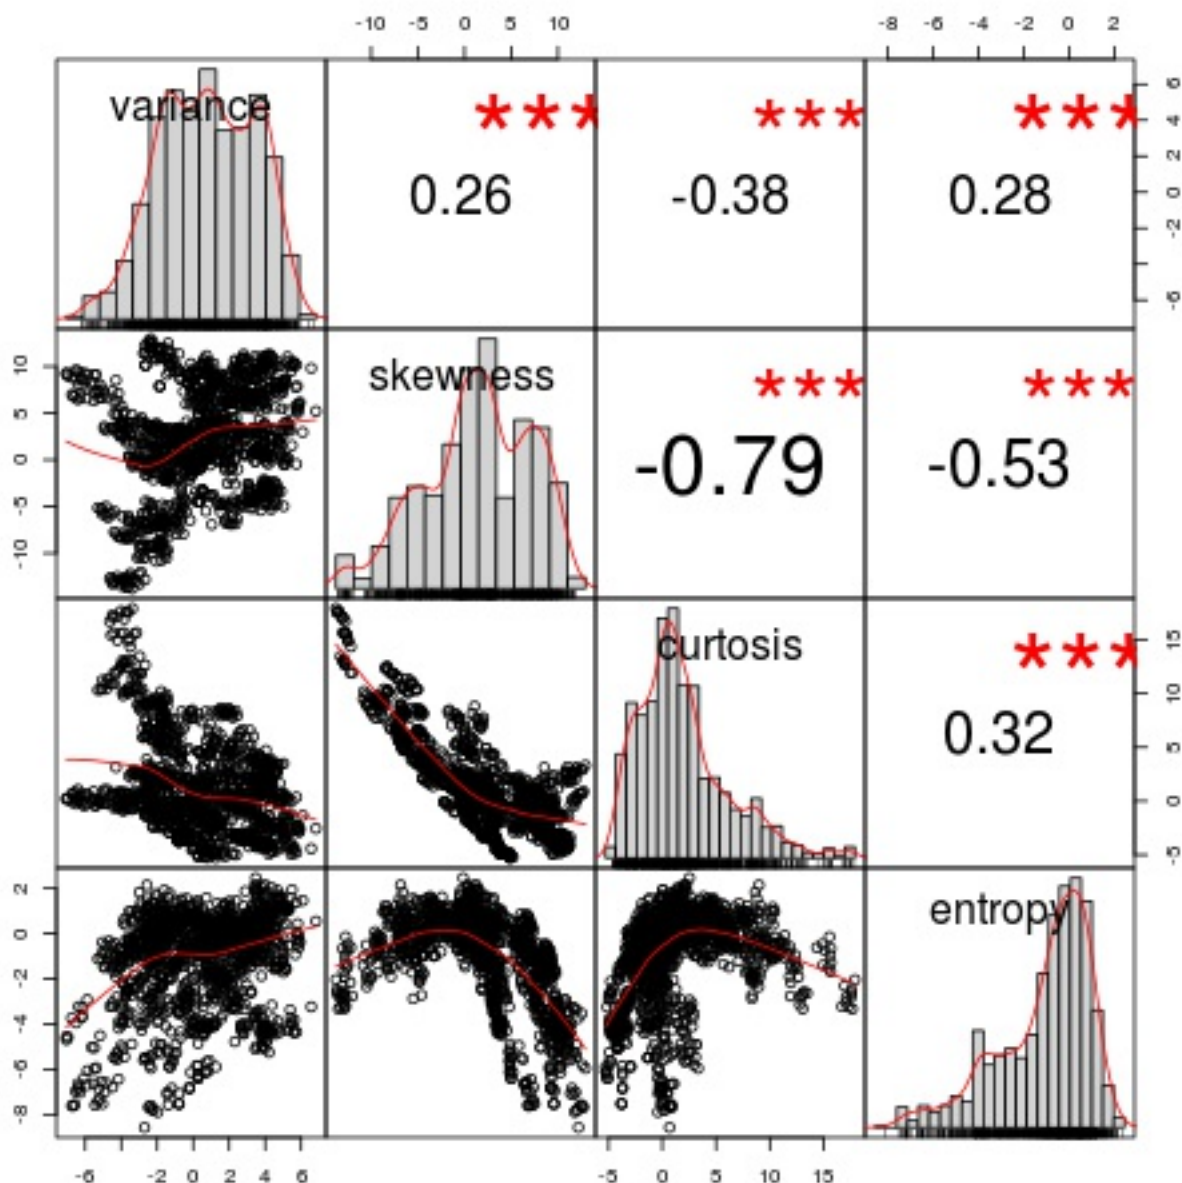 -10 -5 0 5 10 -8 -6 -4 -2 0 2
variance *** *** ***
0.26 -0.38 0.28
6 4 2 0 -2 -6
skewness *** ***
-0.79 -0.53
10 5 0 -5 -10
curtosis ***
0.32
15 10 5 0 -5
entropy
2 0 -2 -4 -6 -8
-6 -2 0 2 4 6 -5 0 5 10 15